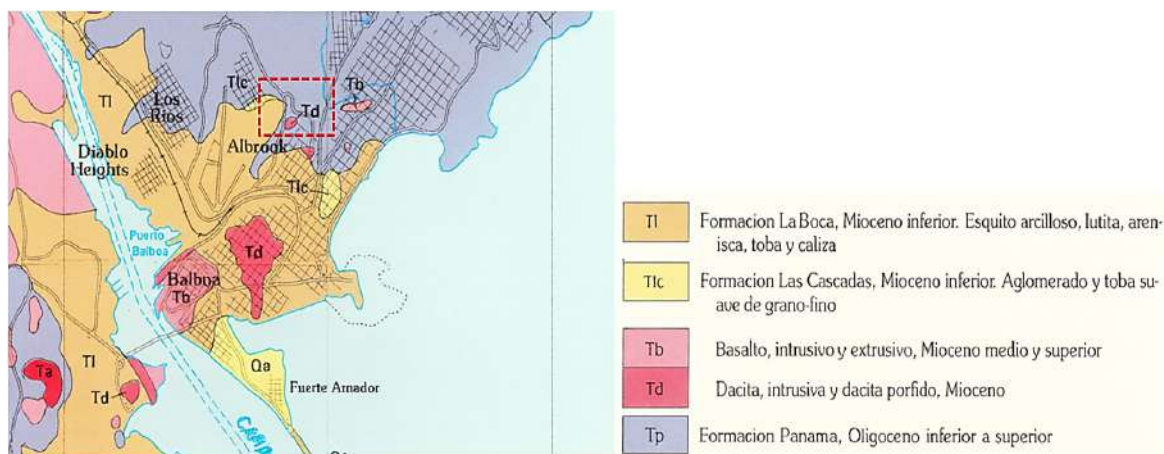 Tlc
Tb
Tl
Los
Rios
Td
Albrook
Diablo
Heights
Tlc
Puerto
Balboa
Td
Balboa
Tb
Ta
Tl
Qa
Td
Fuerte Amador
Tl
Formacion La Boca, Mioceno inferior. Esquito arcilloso, lutita, aren-
isca, toba y caliza
Tlc
Formacion Las Cascadas, Mioceno inferior. Aglomerado y toba su-
ave de grano-fino
Tb
Basalto, intrusivo y extrusivo, Mioceno medio y superior
Td
Dacita, intrusiva y dacita porfido, Mioceno
Tp
Formacion Panama, Oligoceno inferior a superior